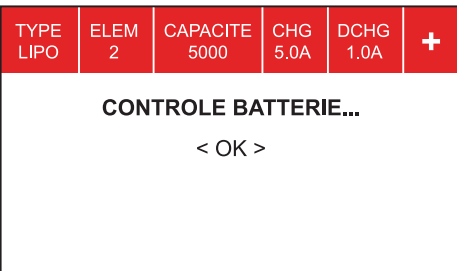 TYPE ELEM CAPACITE CHG DCHG +
LIPO 2 5000 5.0A 1.0A
CONTROLE BATTERIE...
< OK >